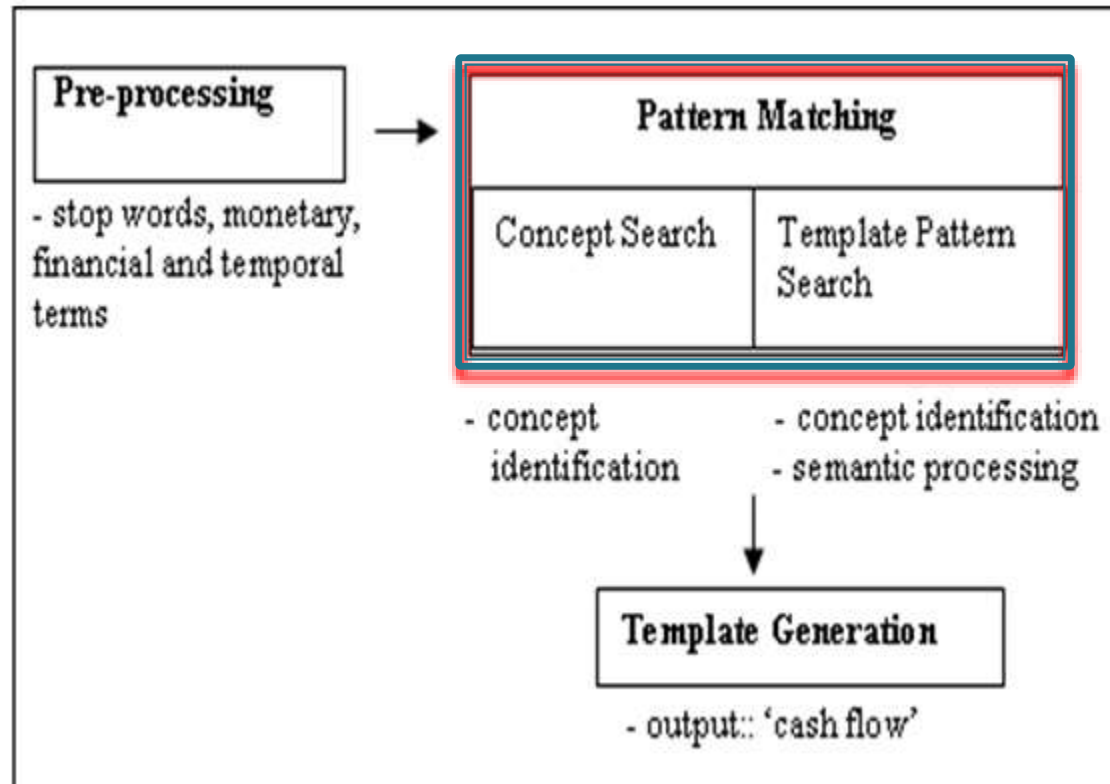 Pre-processing
- stop words, monetary,
financial and temporal
terms
Pattern Matching
Concept Search
Template Pattern
Search
- concept
identification
- concept identification
- semantic processing
Template Generation
- output:: ‘cash flow’